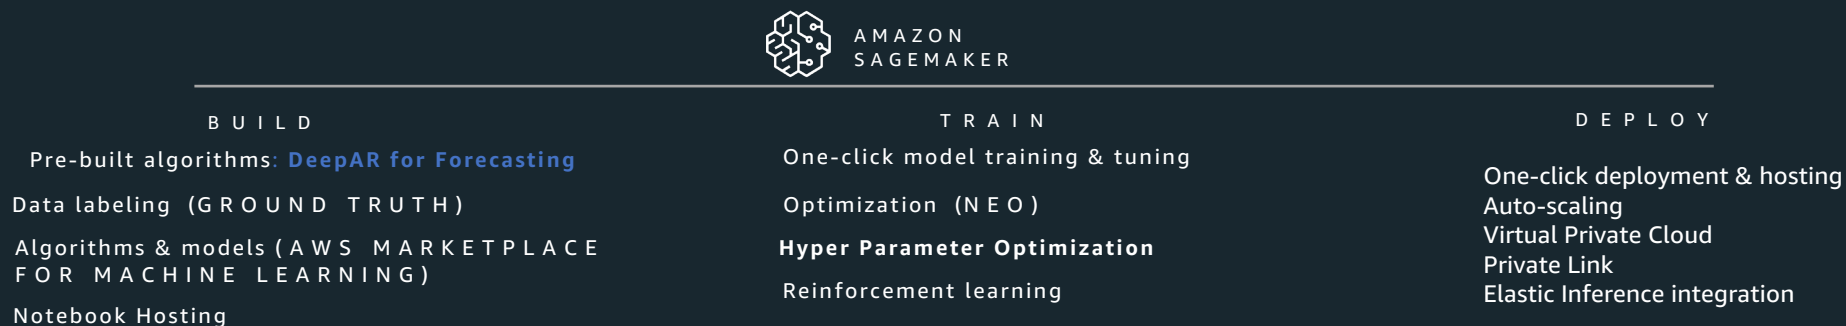 AMAZON
SAGEMAKER
BUILD
Pre-built algorithms: DeepAR for Forecasting
Data labeling (GROUND TRUTH)
Algorithms & models (AWS MARKETPLACE
FOR MACHINE LEARNING)
Notebook Hosting
TRAIN
One-click model training & tuning
Optimization (NEO)
Hyper Parameter Optimization
Reinforcement learning
DEPLOY
One-click deployment & hosting
Auto-scaling
Virtual Private Cloud
Private Link
Elastic Inference integration